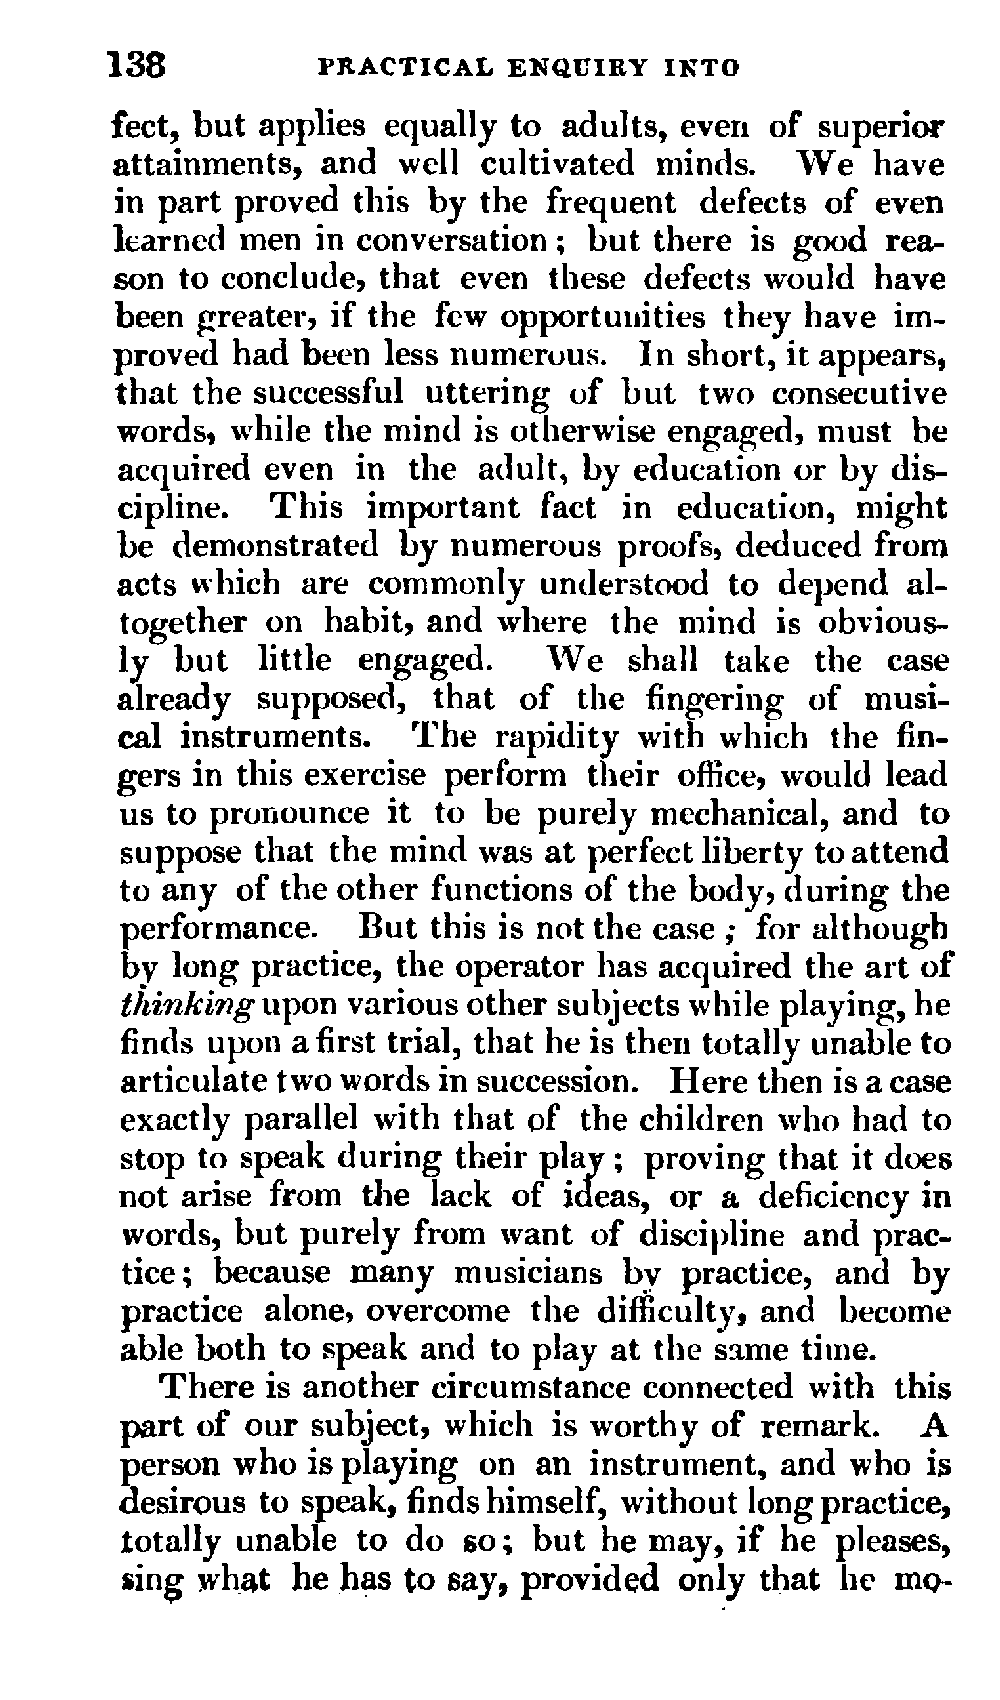 138 PRACTICAL ENQUIRY INTO
fect, but applies equally to adults, even of superior
attainments, and well cultivated minds. We have
in part proved this by the frequent defects of even
learned men in conversation; but there is good rea-
son to conclude, that even these defects would have
been greater, if the few opportunities they have im-
proved had been less numerous. In short, it appears,
that the successful uttering of but two consecutive
words, while the mind is otherwise engaged, must be
acquired even in the adult, by education or by dis-
cipline. This important fact in education, might
be demonstrated by numerous proofs, deduced from
acts which are commonly understood to depend al-
together on habit, and where the mind is obvious-
ly but little engaged. We shall take the case
already supposed, that of the fingering of musi-
cal instruments. The rapidity with which the fin-
gers in this exercise perform their office, would lead
us to pronounce it to be purely mechanical, and to
suppose that the mind was at perfect liberty to attend
to any of the other functions of the body, during the
performance. But this is not the case; for although
by long practice, the operator has acquired the art of
thinking upon various other subjects while playing, he
finds upon a first trial, that he is then totally unable to
articulate two words in succession. Here then is a case
exactly parallel with that of the children who had to
stop to speak during their play; proving that it does
not arise from the lack of ideas, or a deficiency in
words, but purely from want of discipline and prac-
tice; because many musicians by practice, and by
practice alone, overcome the difficulty, and become
able both to speak and to play at the same time.
There is another circumstance connected with this
part of our subject, which is worthy of remark. A
person who is playing on an instrument, and who is
desirous to speak, finds himself, without long practice,
totally unable to do so; but he may, if he pleases,
sing what he has to say, provided only that he mo-